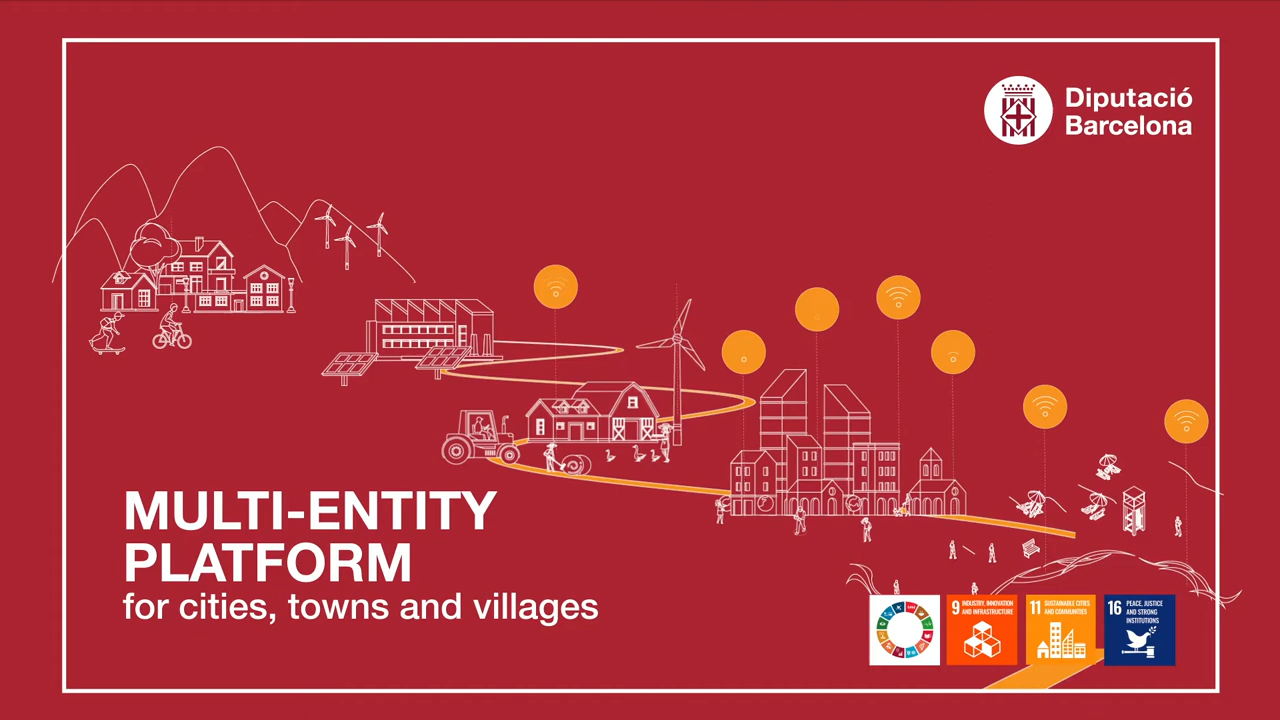 Diputació
Barcelona
MULTI-ENTITY
PLATFORM
for cities, towns and villages
9 INDUSTRY, INNOVATION
AND INFRASTRUCTURE
11 SUSTAINABLE CITIES
AND COMMUNITIES
16 PEACE, JUSTICE
AND STRONG
INSTITUTIONS